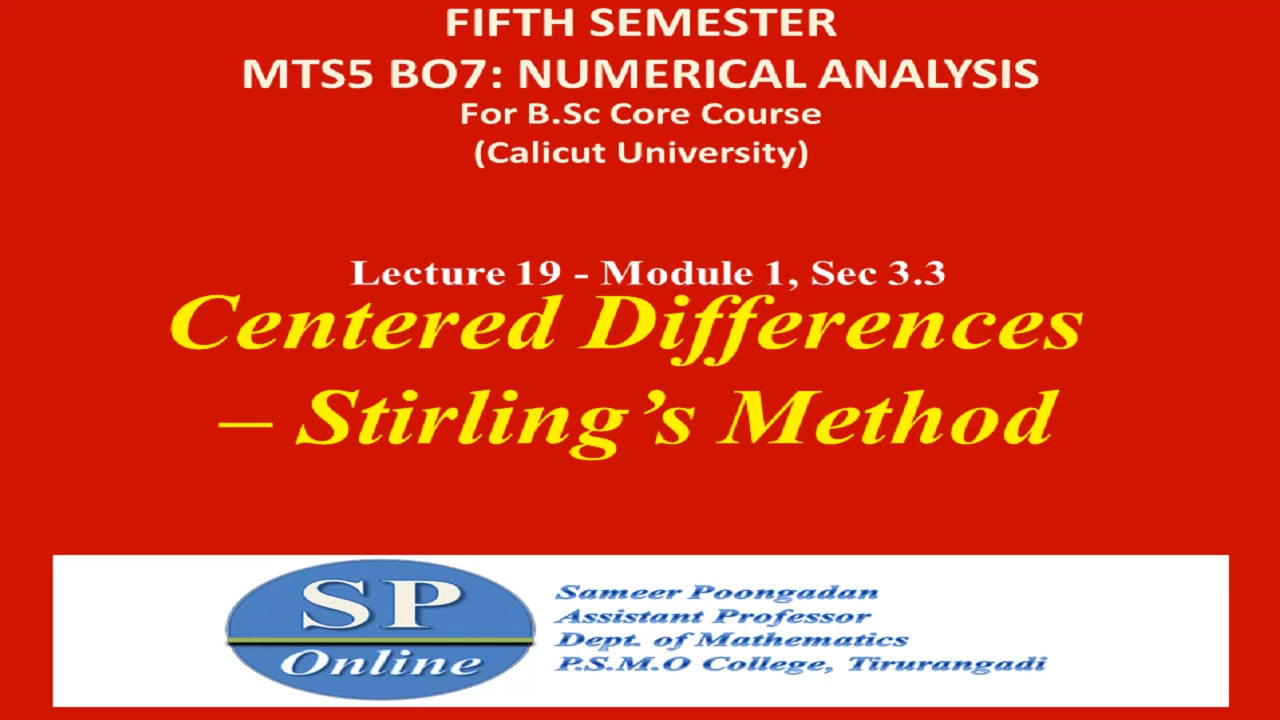 FIFTH SEMESTER
MTS5 BO7: NUMERICAL ANALYSIS
For B.Sc Core Course
(Calicut University)
Lecture 19 - Module 1, Sec 3.3
Centered Differences
– Stirling’s Method
SP
Online
Sameer Poongadan
Assistant Professor
Dept. of Mathematics
P.S.M.O College, Tirurangadi